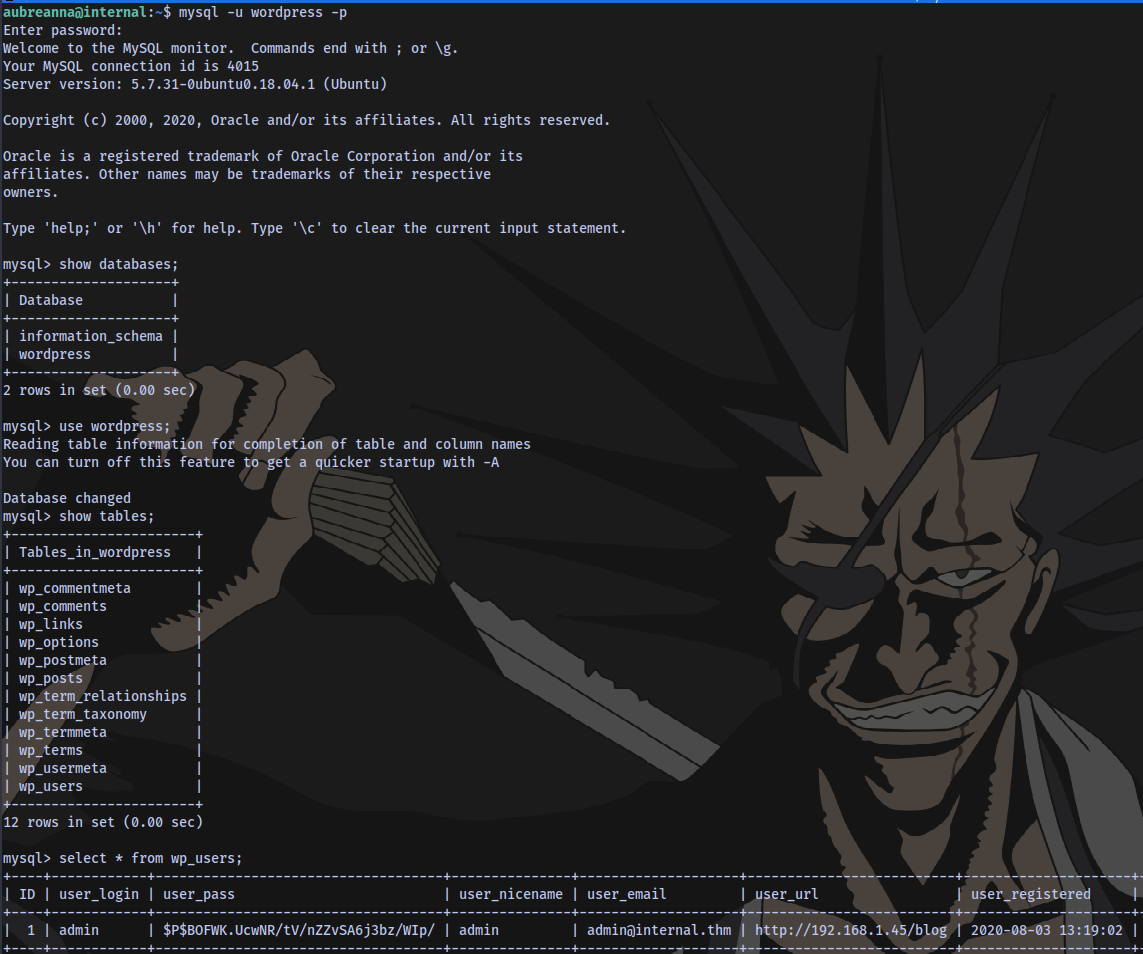 aubreanna@internal:~$ mysql -u wordpress -p
Enter password:
Welcome to the MySQL monitor.  Commands end with ; or \g.
Your MySQL connection id is 4015
Server version: 5.7.31-0ubuntu0.18.04.1 (Ubuntu)

Copyright (c) 2000, 2020, Oracle and/or its affiliates. All rights reserved.

Oracle is a registered trademark of Oracle Corporation and/or its
affiliates. Other names may be trademarks of their respective
owners.

Type 'help;' or '\h' for help. Type '\c' to clear the current input statement.

mysql> show databases;
+--------------------+
| Database           |
+--------------------+
| information_schema |
| wordpress          |
+--------------------+
2 rows in set (0.00 sec)

mysql> use wordpress;
Reading table information for completion of table and column names
You can turn off this feature to get a quicker startup with -A

Database changed
mysql> show tables;
+-----------------------+
| Tables_in_wordpress   |
+-----------------------+
| wp_commentmeta        |
| wp_comments           |
| wp_links              |
| wp_options            |
| wp_postmeta           |
| wp_posts              |
| wp_term_relationships |
| wp_term_taxonomy      |
| wp_termmeta           |
| wp_terms              |
| wp_usermeta           |
| wp_users              |
+-----------------------+
12 rows in set (0.00 sec)

mysql> select * from wp_users;
+----+------------+------------------------------------+---------------+--------------------+--------------------------+---------------------+
| ID | user_login | user_pass                          | user_nicename | user_email         | user_url                 | user_registered     |
+----+------------+------------------------------------+---------------+--------------------+--------------------------+---------------------+
|  1 | admin      | $P$BOFWK.UcwNR/tV/nZZvSA6j3bz/WIp/ | admin         | admin@internal.thm | http://192.168.1.45/blog | 2020-08-03 13:19:02 |
+----+------------+------------------------------------+---------------+--------------------+--------------------------+---------------------+